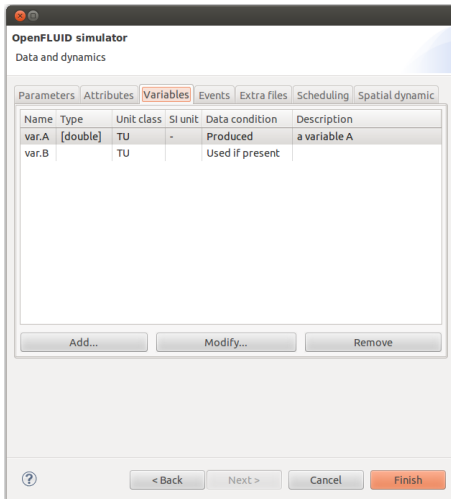 OpenFLUID simulator
Data and dynamics
Parameters Attributes Variables Events Extra files Scheduling Spatial dynamic
Name Type Unit class SI unit Data condition Description
var.A [double] TU - Produced a variable A
var.B TU Used if present
Add... Modify... Remove
? < Back Next > Cancel Finish